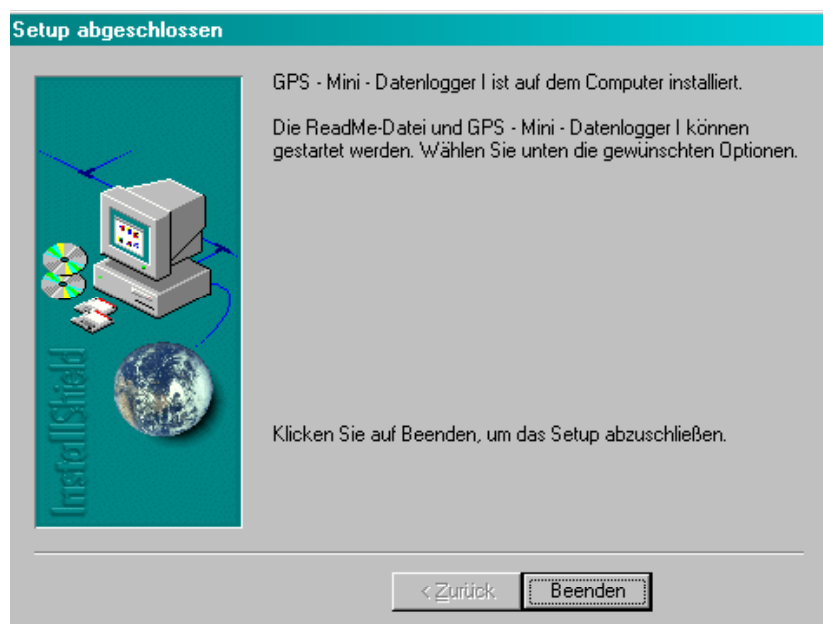 Setup abgeschlossen
GPS - Mini - Datenlogger I ist auf dem Computer installiert.
Die ReadMe-Datei und GPS - Mini - Datenlogger I können
gestartet werden. Wählen Sie unten die gewünschten Optionen.
InstallShield
Klicken Sie auf Beenden, um das Setup abzuschließen.
< Zurück
Beenden